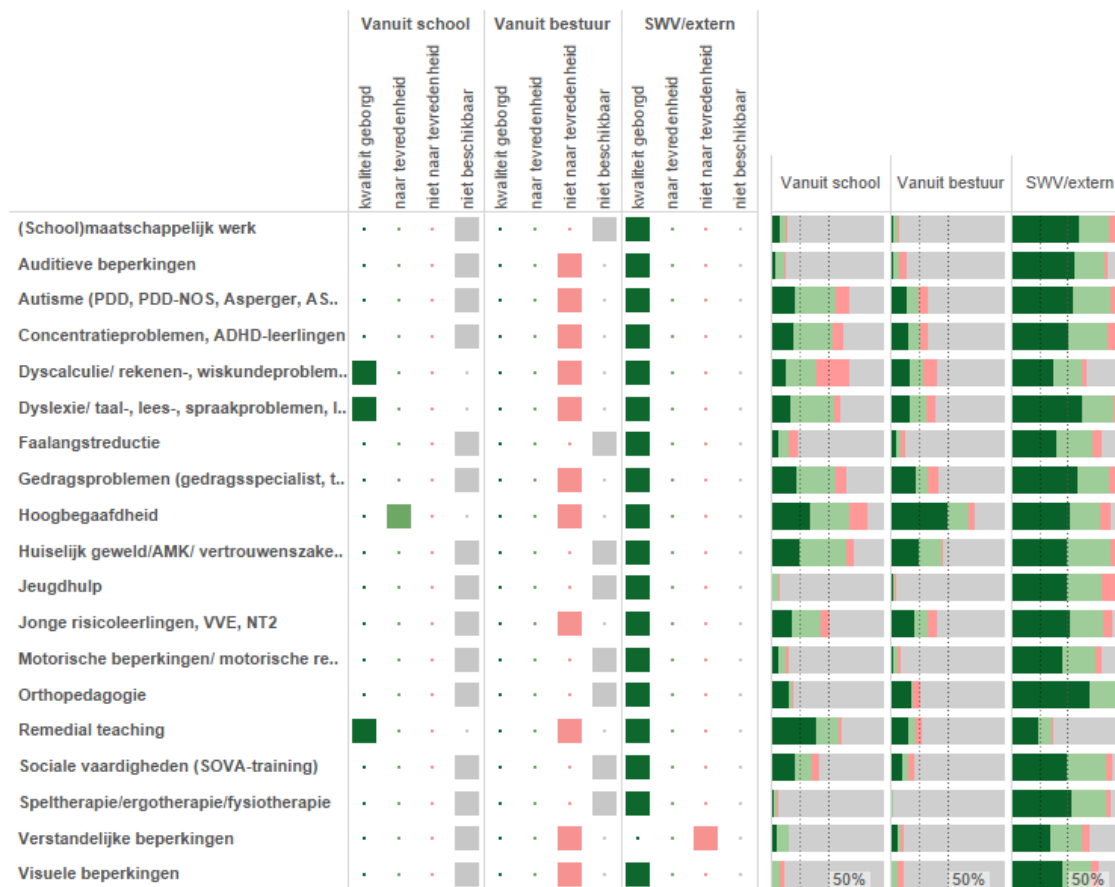 Vanuit school Vanuit bestuur SWV/extern
kwaliteit geborgd
naar tevredenheid
niet naar tevredenheid
niet beschikbaar
kwaliteit geborgd
naar tevredenheid
niet naar tevredenheid
niet beschikbaar
kwaliteit geborgd
naar tevredenheid
niet naar tevredenheid
niet beschikbaar
Vanuit school Vanuit bestuur SWV/extern
(School)maatschappelijk werk
Auditieve beperkingen
Autisme (PDD, PDD-NOS, Asperger, AS..
Concentratieproblemen, ADHD-leerlingen
Dyscalculie/ rekenen-, wiskundeproblem..
Dyslexie/ taal-, lees-, spraakproblemen, l..
Faalangstreductie
Gedragsproblemen (gedragsspecialist, t..
Hoogbegaafdheid
Huiselijk geweld/AMK/ vertrouwenszake..
Jeugdhulp
Jonge risicoleerlingen, VVE, NT2
Motorische beperkingen/ motorische re..
Orthopedagogie
Remedial teaching
Sociale vaardigheden (SOVA-training)
Speltherapie/ergotherapie/fysiotherapie
Verstandelijke beperkingen
Visuele beperkingen
50% 50% 50%